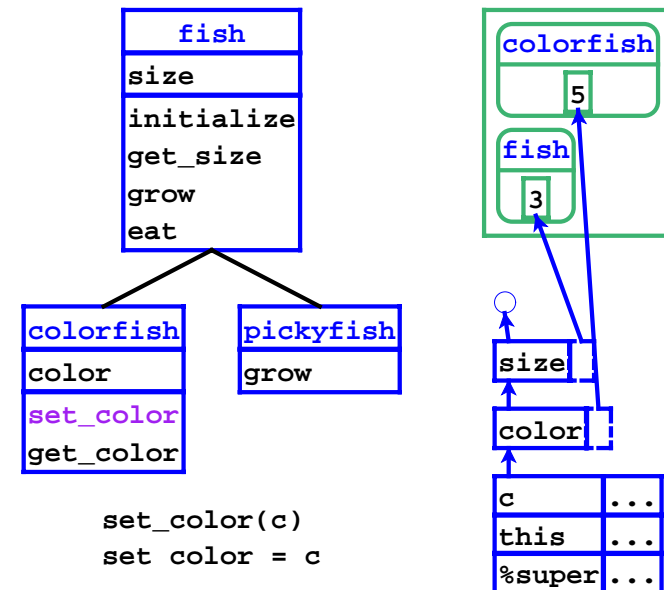 fish
size
initialize
get_size
grow
eat
colorfish
color
set_color
get_color
pickyfish
grow
set_color(c)
set color = c
colorfish
5
fish
3
size
color
c ...
this ...
%super ...